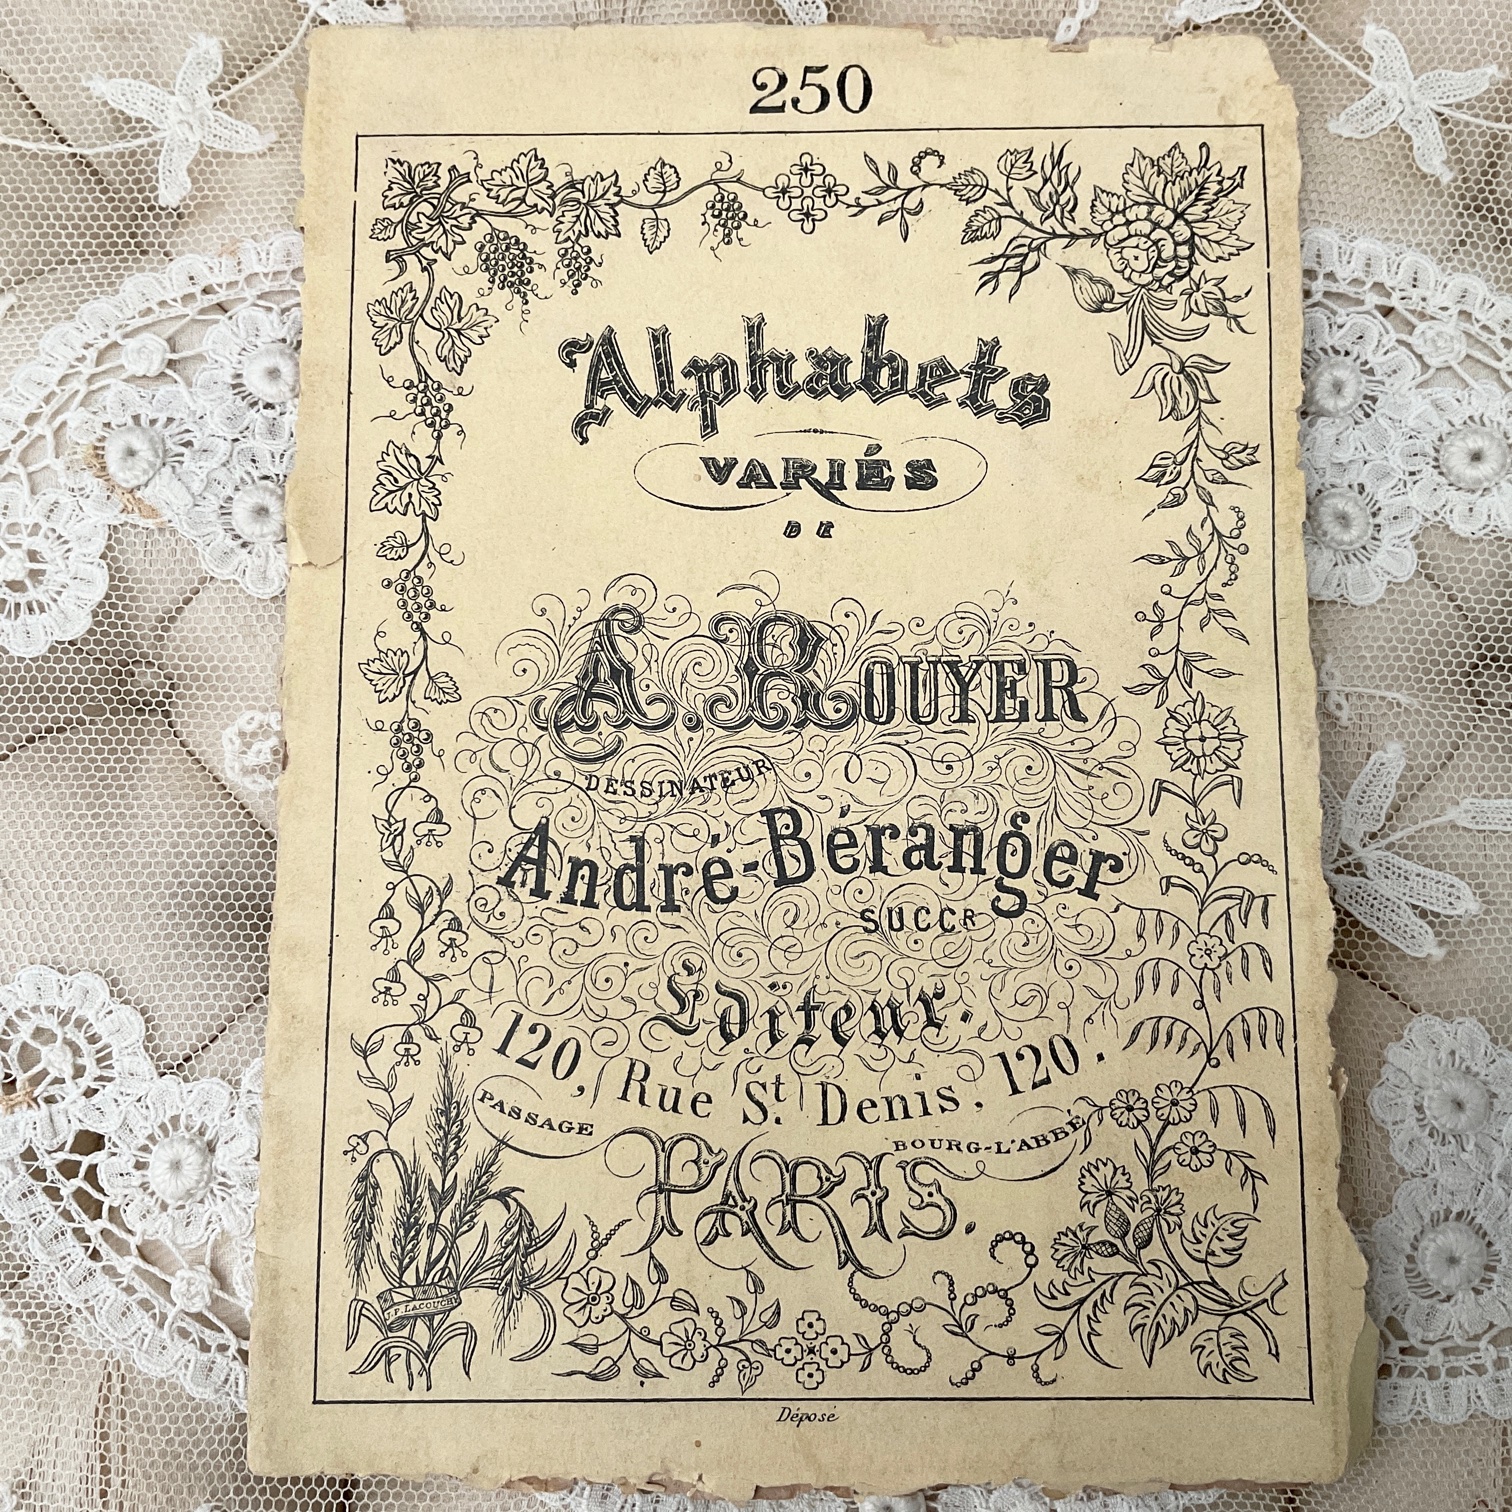 250
Alphabets
VARIÉS
DE
A. ROUYER
DESSINATEUR
André-Béranger
SUCCR
Éditeur.
120, Rue St. Denis, 120.
PASSAGE BOURG-L'ABBÉ
PARIS.
LACOUCH
Déposé